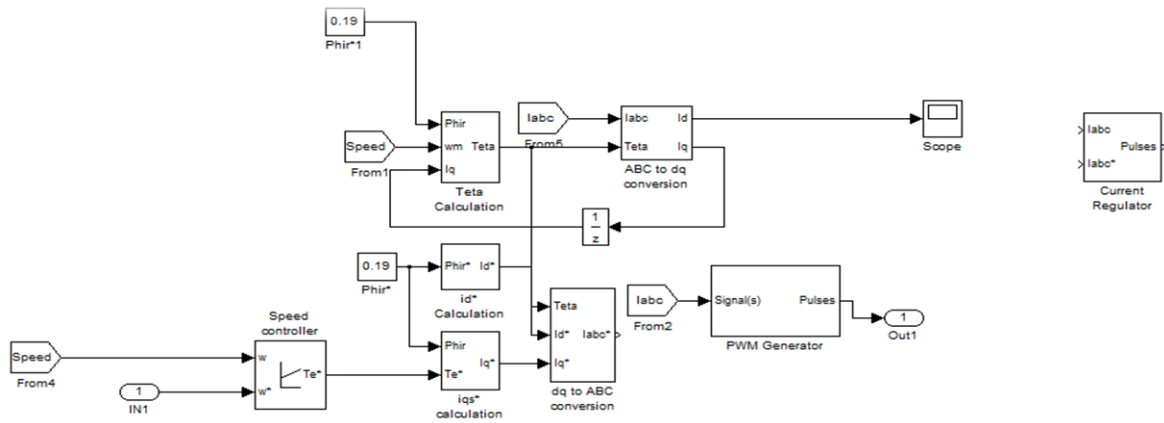 0.19
Phir*1
Iabc
From5
Speed
From1
Phir
wm
Iq
Teta
Teta
Calculation
Iabc
Teta
Id
Iq
ABC to dq
conversion
Scope
Iabc
Iabc*
Pulses
Current
Regulator
1
z
0.19
Phir*
Phir*
Id*
id*
Calculation
Teta
Id*
Iq*
Iabc*
dq to ABC
conversion
Iabc
From2
Signal(s)
Pulses
PWM Generator
1
Out1
Speed
controller
w
w*
Te*
Speed
From4
1
IN1
Phir
Te*
Iq*
iqs*
calculation